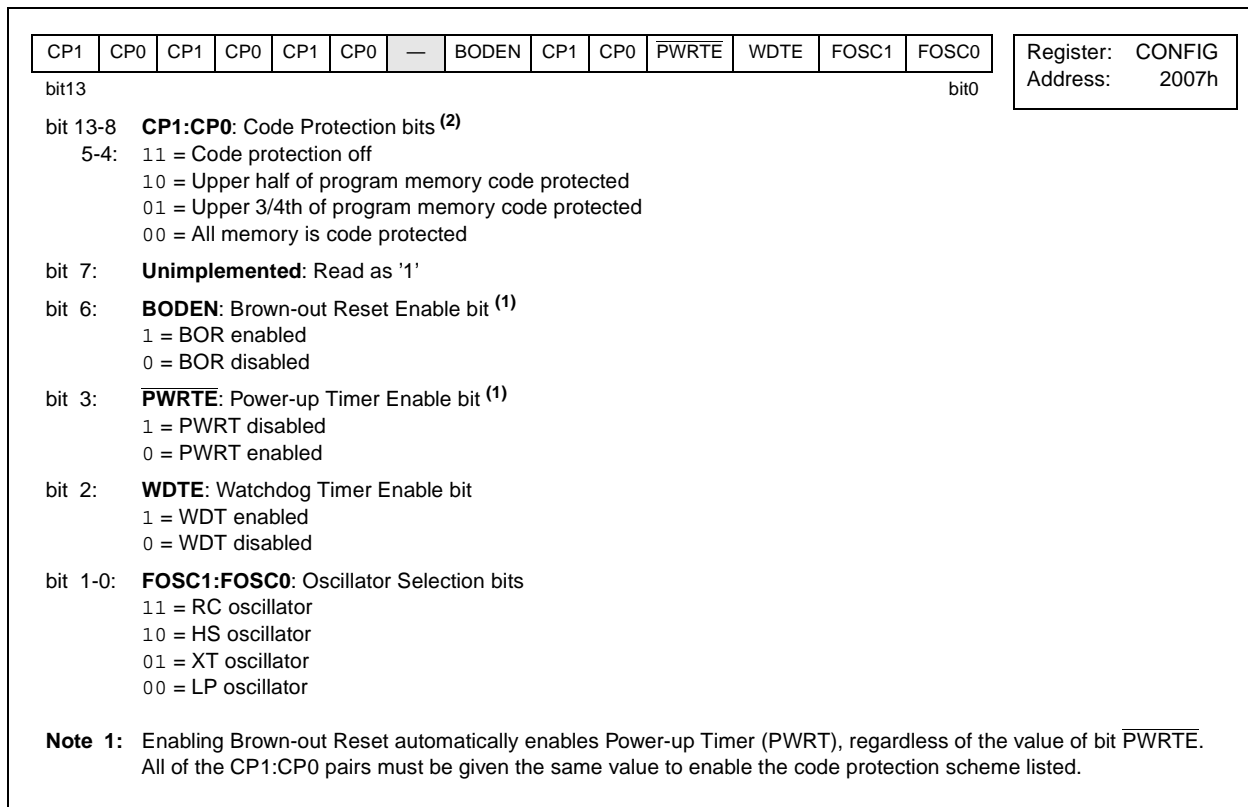 CP1 CP0 CP1 CP0 CP1 CP0 — BODEN CP1 CP0 PWRTE WDTE FOSC1 FOSC0
Register: CONFIG
Address: 2007h
bit13 bit0
bit 13-8 CP1:CP0: Code Protection bits (2)
5-4: 11 = Code protection off
10 = Upper half of program memory code protected
01 = Upper 3/4th of program memory code protected
00 = All memory is code protected
bit 7: Unimplemented: Read as '1'
bit 6: BODEN: Brown-out Reset Enable bit (1)
1 = BOR enabled
0 = BOR disabled
bit 3: PWRTE: Power-up Timer Enable bit (1)
1 = PWRT disabled
0 = PWRT enabled
bit 2: WDTE: Watchdog Timer Enable bit
1 = WDT enabled
0 = WDT disabled
bit 1-0: FOSC1:FOSC0: Oscillator Selection bits
11 = RC oscillator
10 = HS oscillator
01 = XT oscillator
00 = LP oscillator
Note 1: Enabling Brown-out Reset automatically enables Power-up Timer (PWRT), regardless of the value of bit PWRTE.
All of the CP1:CP0 pairs must be given the same value to enable the code protection scheme listed.